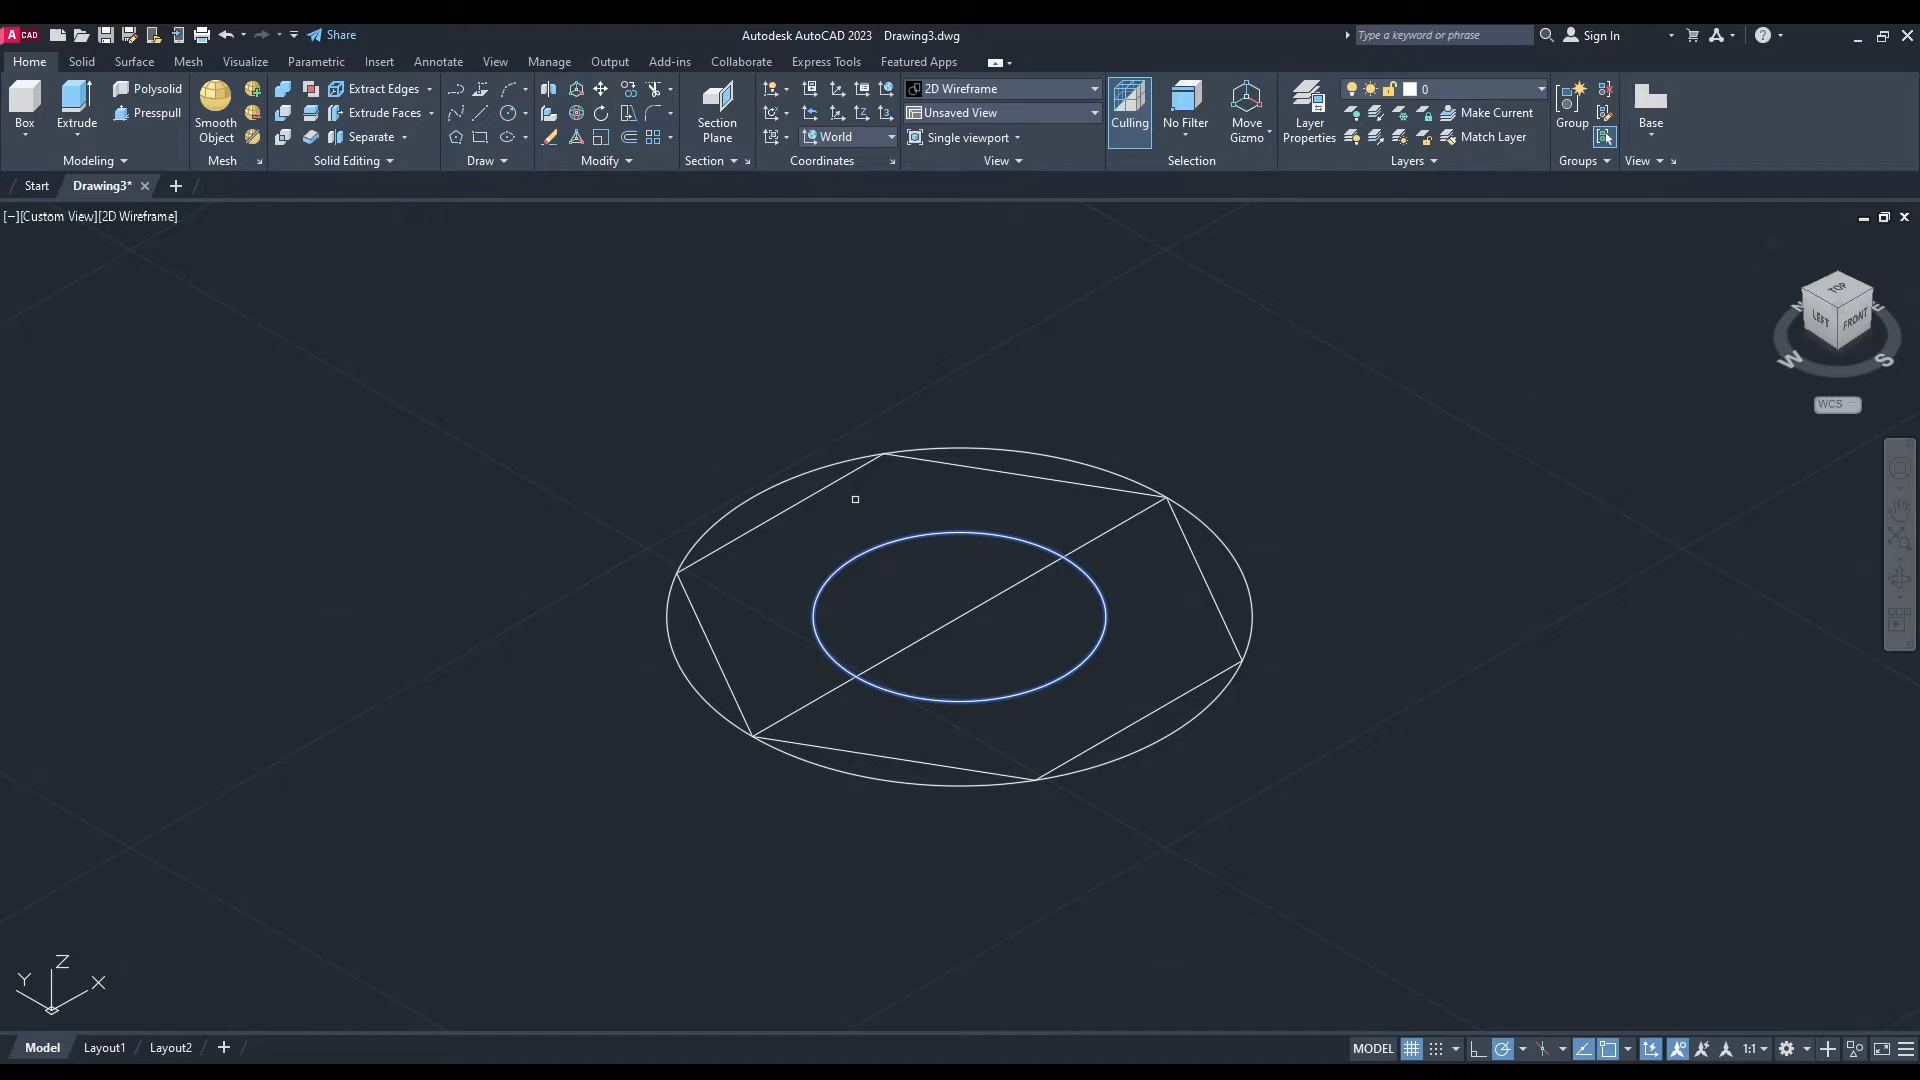 A CAD
Share
Autodesk AutoCAD 2023 Drawing3.dwg
Type a keyword or phrase
Sign In
Home Solid Surface Mesh Visualize Parametric Insert Annotate View Manage Output Add-ins Collaborate Express Tools Featured Apps
Box
Extrude
Polysolid
Presspull
Smooth Object
Extract Edges
Extrude Faces
Separate
Section Plane
World
2D Wireframe
Unsaved View
Single viewport
Culling
No Filter
Move Gizmo
Layer Properties
0
Make Current
Match Layer
Group
Base
Modeling Mesh Solid Editing Draw Modify Section Coordinates View Selection Layers Groups View
Start Drawing3*
[−][Custom View][2D Wireframe]
TOP
LEFT FRONT
N E
W S
WCS
Z
Y X
Model Layout1 Layout2
MODEL 1:1